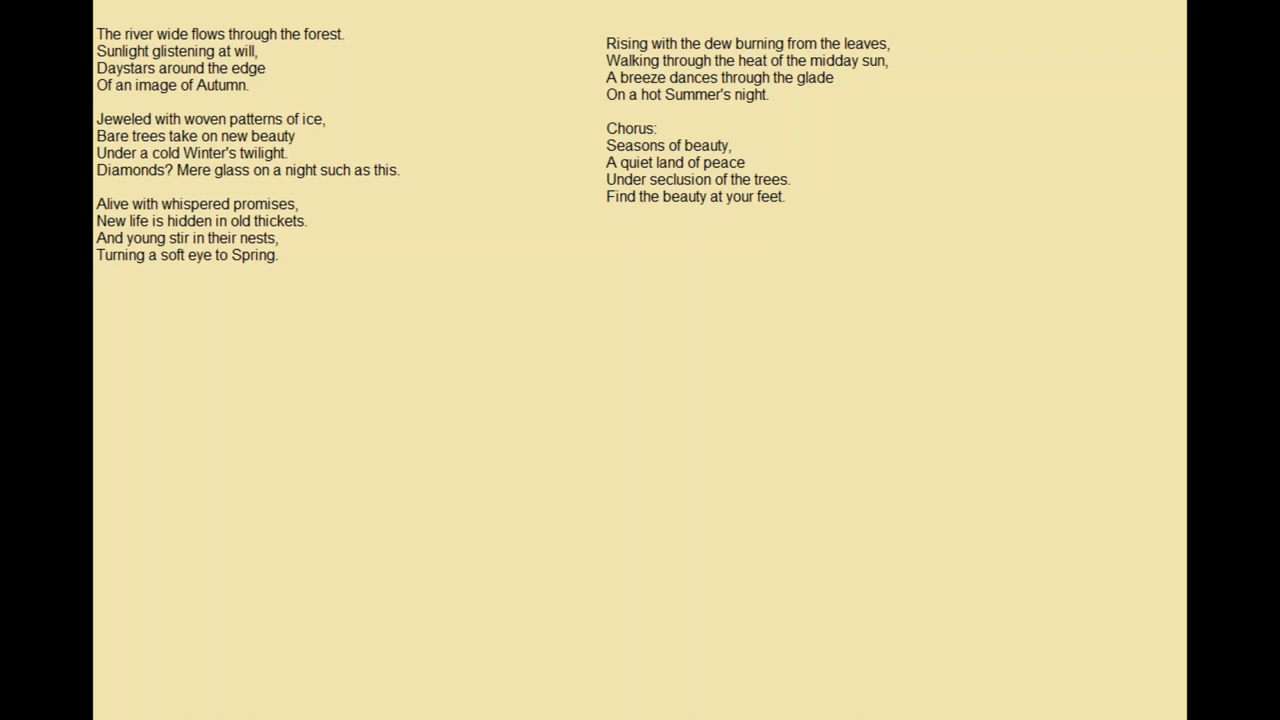 The river wide flows through the forest.
Sunlight glistening at will,
Daystars around the edge
Of an image of Autumn.
Jeweled with woven patterns of ice,
Bare trees take on new beauty
Under a cold Winter's twilight.
Diamonds? Mere glass on a night such as this.
Alive with whispered promises,
New life is hidden in old thickets.
And young stir in their nests,
Turning a soft eye to Spring.
Rising with the dew burning from the leaves,
Walking through the heat of the midday sun,
A breeze dances through the glade
On a hot Summer's night.
Chorus:
Seasons of beauty,
A quiet land of peace
Under seclusion of the trees.
Find the beauty at your feet.